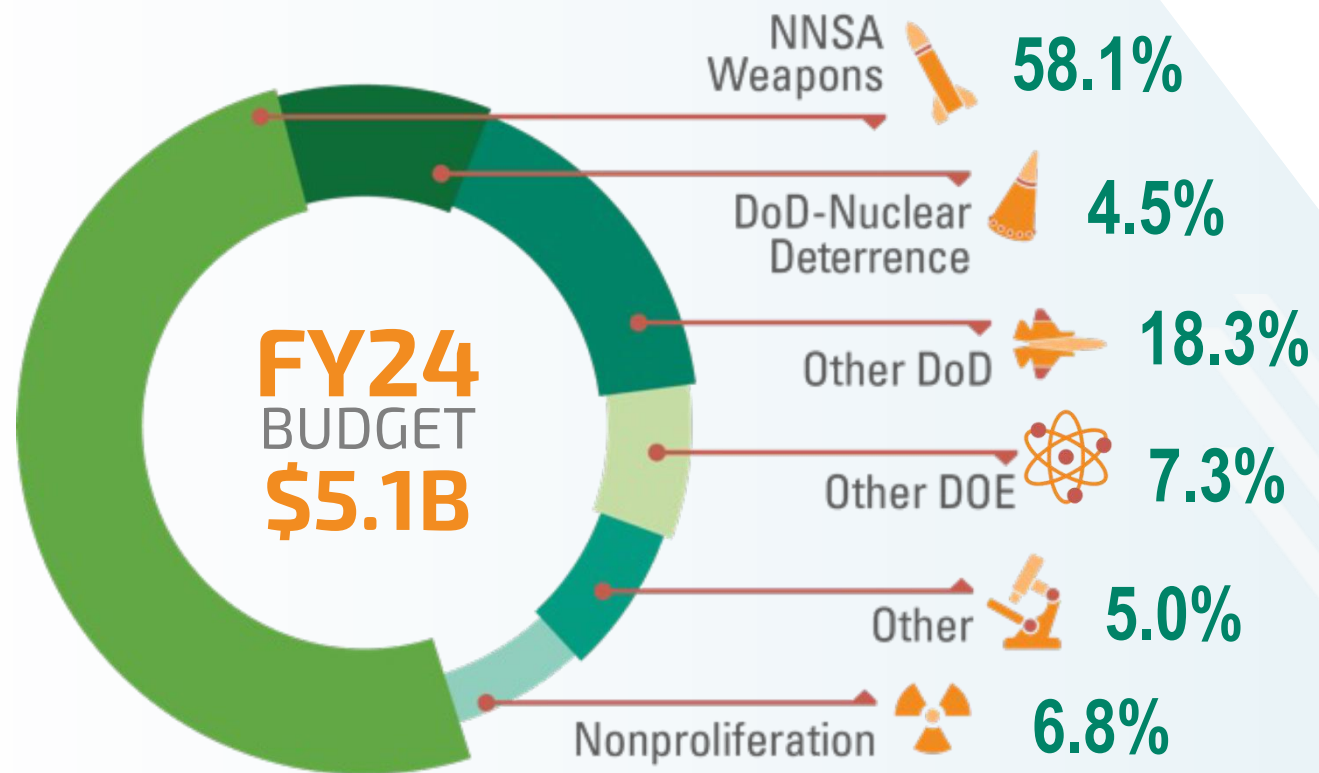 NNSA
Weapons
58.1%
DoD-Nuclear
Deterrence
4.5%
Other DoD
18.3%
FY24
BUDGET
$5.1B
Other DOE
7.3%
Other
5.0%
Nonproliferation
6.8%